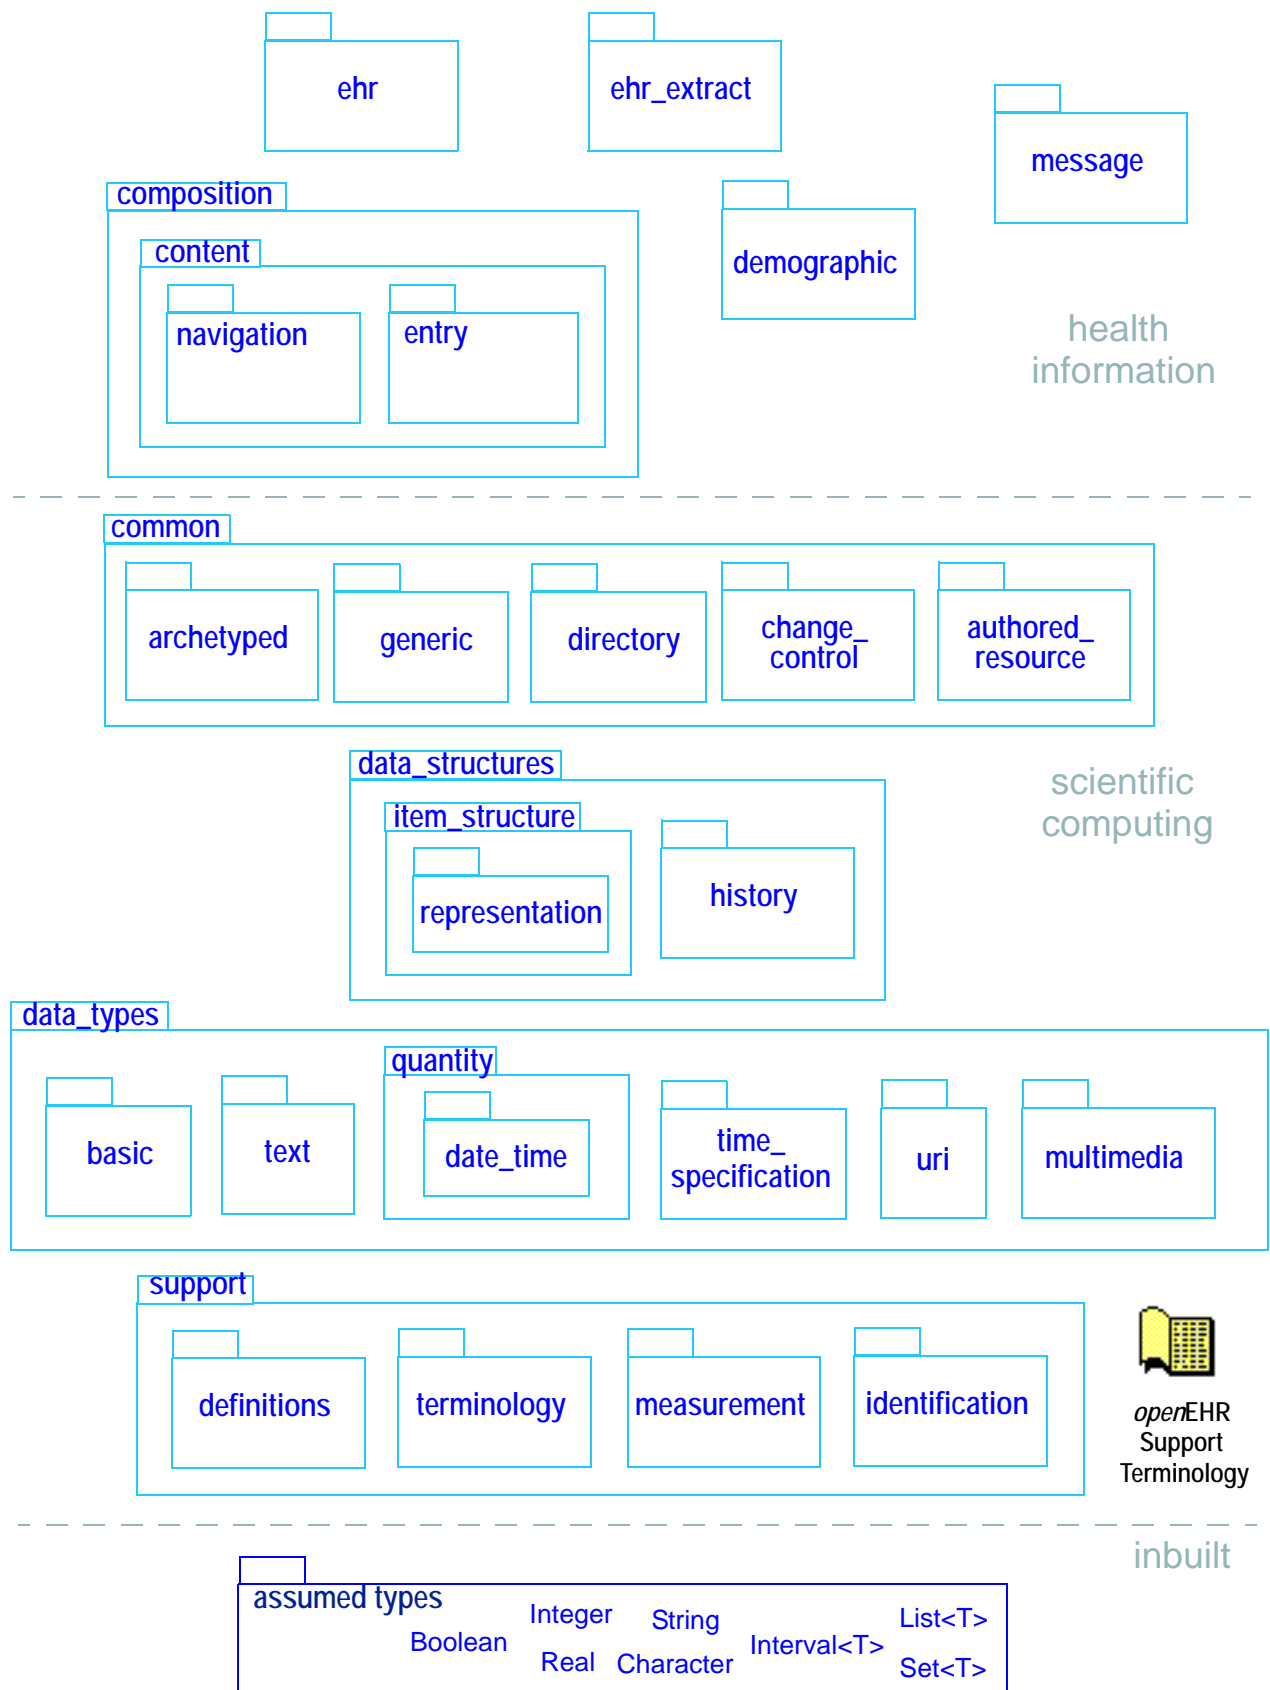 ehr
ehr_extract
message
composition
demographic
content
navigation
entry
health
information
common
archetyped
generic
directory
change_
control
authored_
resource
data_structures
scientific
computing
item_structure
representation
history
data_types
quantity
basic
text
date_time
time_
specification
uri
multimedia
support
definitions
terminology
measurement
identification
openEHR
Support
Terminology
inbuilt
assumed types
Boolean
Integer
Real
String
Character
Interval<T>
List<T>
Set<T>